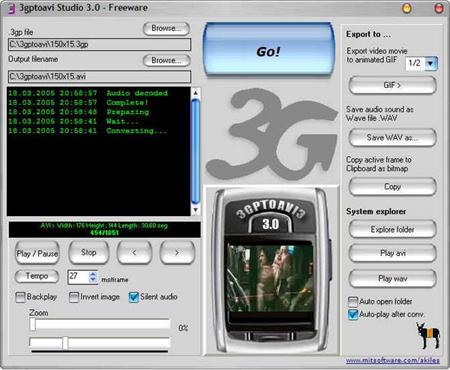 3gptoavi Studio 3.0 - Freeware
.3gp file
Browse...
C:\3gptoavi\150x15.3gp
Output filename
Browse...
C:\3gptoavi\150x15.avi
18.03.2005 20:58:57 Audio decoded
18.03.2005 20:58:57 Complete!
18.03.2005 20:58:48 Preparing
18.03.2005 20:58:41 Wait...
18.03.2005 20:58:41 Converting...
AVI > Width : 176 Height : 144 Length : 30.60 seg.
454/1051
Play / Pause
Stop
<
>
Tempo
27
ms/frame
Backplay
Invert image
Silent audio
Zoom
0%
Go!
3G
3GPTOAVI3
3.0
Export to ...
Export video movie
to animated GIF
1/2
GIF >
Save audio sound as
Wave file .WAV
Save WAV as...
Copy active frame to
Clipboard as bitmap
Copy
System explorer
Explore folder
Play avi
Play wav
Auto open folder
Auto-play after conv.
www.mitsoftware.com/akiles